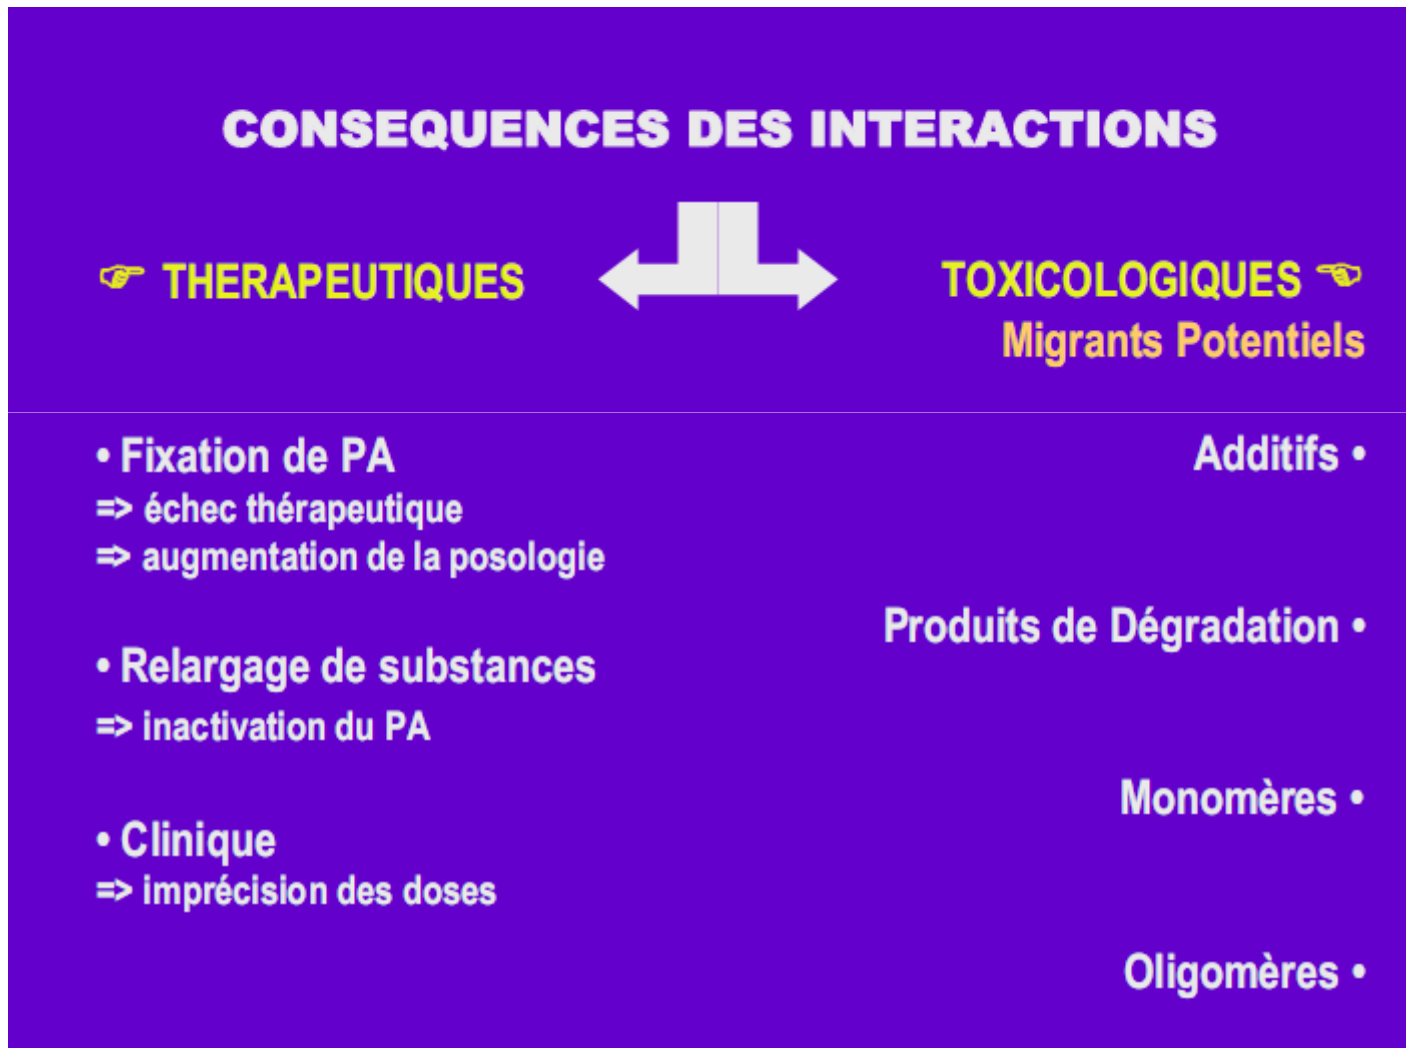 CONSEQUENCES DES INTERACTIONS
☞ THERAPEUTIQUES
TOXICOLOGIQUES ☜
Migrants Potentiels
• Fixation de PA
=> échec thérapeutique
=> augmentation de la posologie
• Relargage de substances
=> inactivation du PA
• Clinique
=> imprécision des doses
Additifs •
Produits de Dégradation •
Monomères •
Oligomères •